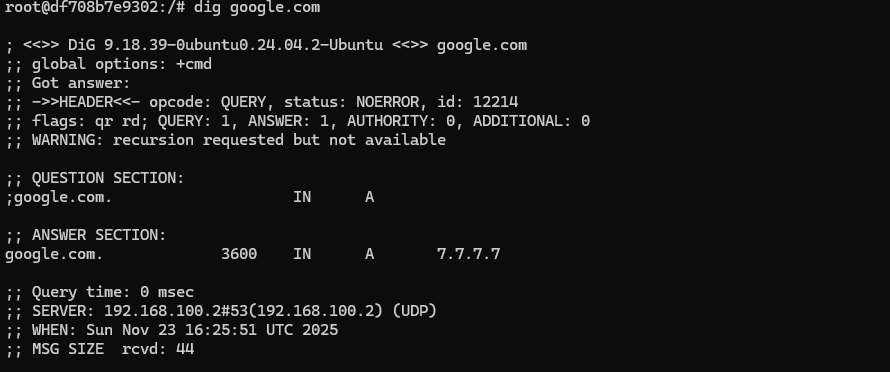 root@df708b7e9302:/# dig google.com
; <<>> DiG 9.18.39-0ubuntu0.24.04.2-Ubuntu <<>> google.com
;; global options: +cmd
;; Got answer:
;; ->>HEADER<<- opcode: QUERY, status: NOERROR, id: 12214
;; flags: qr rd; QUERY: 1, ANSWER: 1, AUTHORITY: 0, ADDITIONAL: 0
;; WARNING: recursion requested but not available
;; QUESTION SECTION:
;google.com. IN A
;; ANSWER SECTION:
google.com. 3600 IN A 7.7.7.7
;; Query time: 0 msec
;; SERVER: 192.168.100.2#53(192.168.100.2) (UDP)
;; WHEN: Sun Nov 23 16:25:51 UTC 2025
;; MSG SIZE rcvd: 44